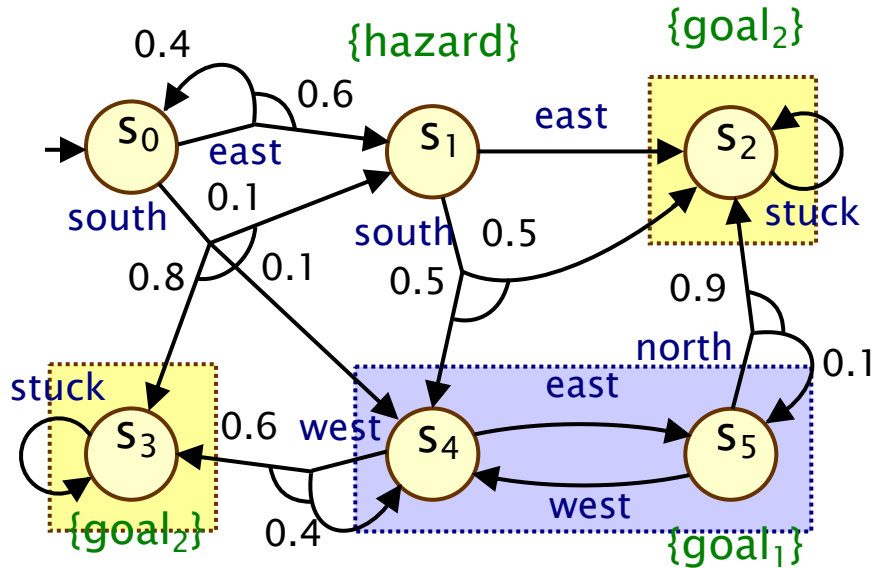 {goal₂}
{hazard}
0.4
0.6
s₀
east
s₁
east
s₂
south
0.1
south
0.5
stuck
0.8
0.1
0.5
0.9
north
0.1
stuck
east
0.6
west
s₃
s₄
s₅
west
0.4
{goal₂}
{goal₁}